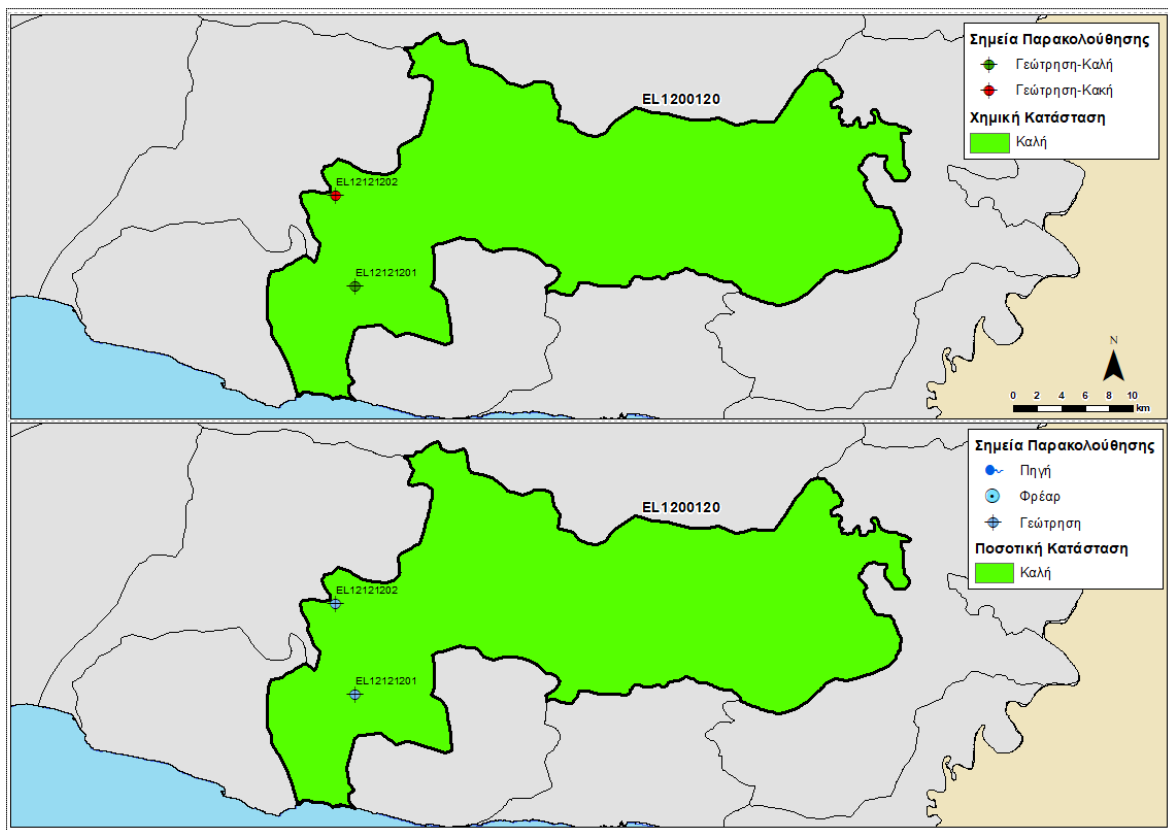 Σημεία Παρακολούθησης
Γεώτρηση-Καλή
Γεώτρηση-Κακή
Χημική Κατάσταση
Καλή
EL1200120
EL12121202
EL12121201
N
0 2 4 6 8 10
km
Σημεία Παρακολούθησης
Πηγή
Φρέαρ
Γεώτρηση
Ποσοτική Κατάσταση
Καλή
EL1200120
EL12121202
EL12121201